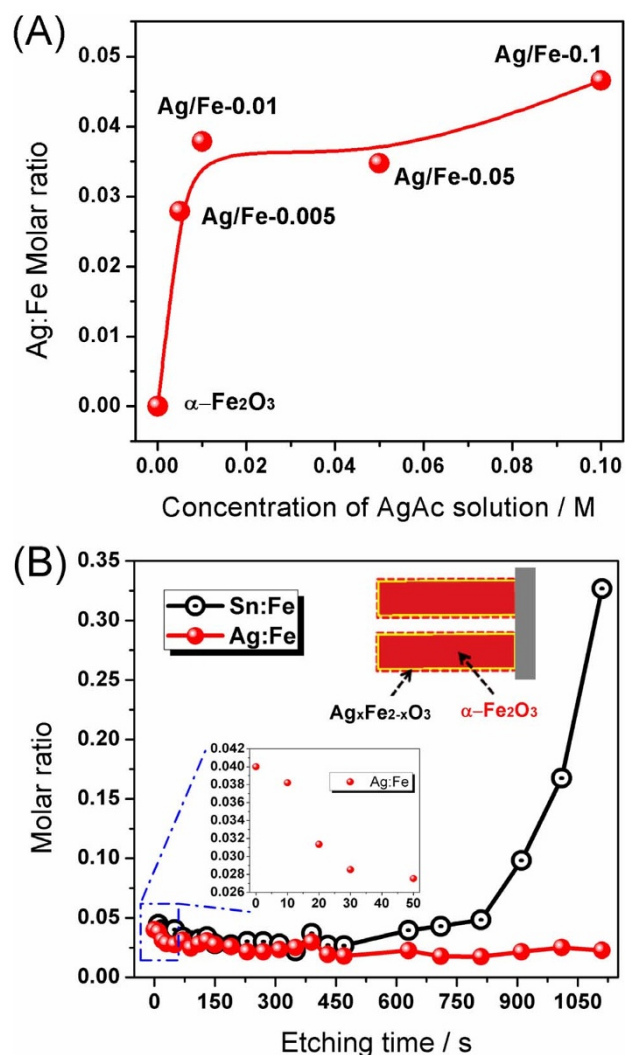 (A)
0.05
0.04
0.03
0.02
0.01
0.00
Ag:Fe Molar ratio
Ag/Fe-0.1
Ag/Fe-0.01
Ag/Fe-0.05
Ag/Fe-0.005
α–Fe₂O₃
0.00 0.02 0.04 0.06 0.08 0.10
Concentration of AgAc solution / M
(B)
0.35
0.30
0.25
0.20
0.15
0.10
0.05
0.00
Molar ratio
Sn:Fe
Ag:Fe
AgₓFe₂₋ₓO₃
α–Fe₂O₃
0.042
0.040
0.038
0.036
0.034
0.032
0.030
0.028
0.026
Ag:Fe
0 10 20 30 40 50
0 150 300 450 600 750 900 1050
Etching time / s